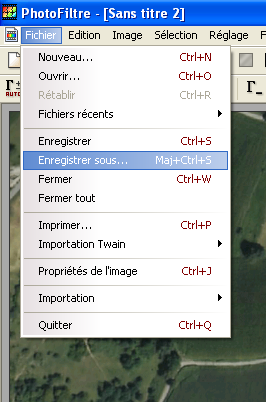 PhotoFiltre - [Sans titre 2]
Fichier Edition Image Sélection Réglage F
Nouveau... Ctrl+N
Ouvrir... Ctrl+O
Rétablir Ctrl+R
Fichiers récents
Enregistrer Ctrl+S
Enregistrer sous... Maj+Ctrl+S
Fermer Ctrl+W
Fermer tout
Imprimer... Ctrl+P
Importation Twain
Propriétés de l'image Ctrl+J
Importation
Quitter Ctrl+Q
AUTO